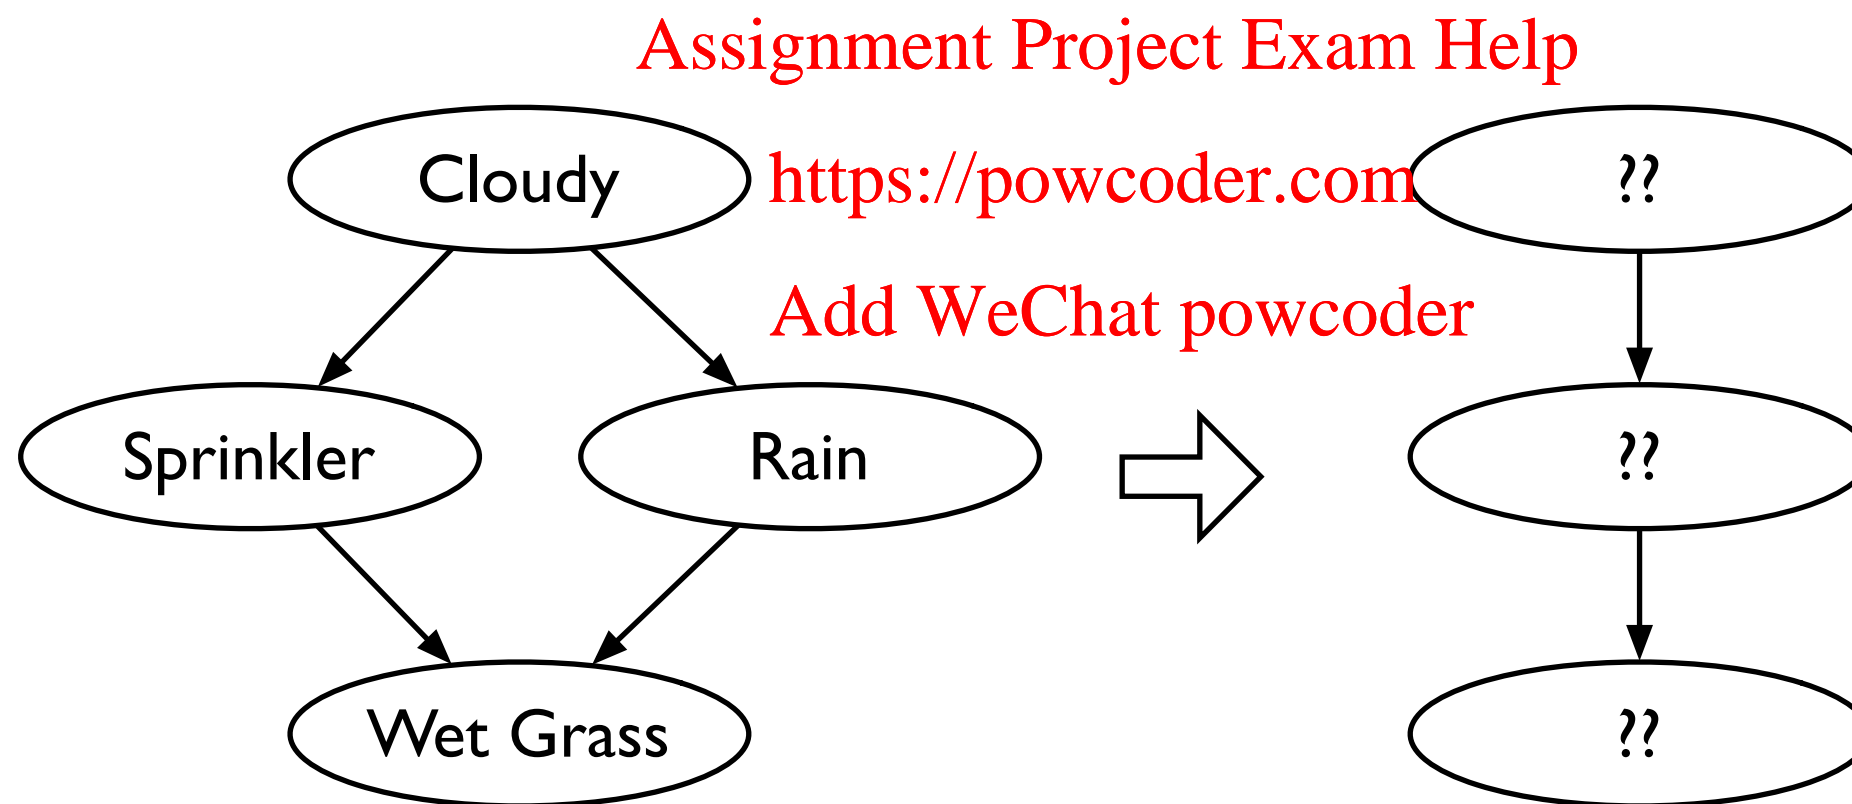 Assignment Project Exam Help
Cloudy
https://powcoder.com
??
Add WeChat powcoder
Sprinkler
Rain
??
Wet Grass
??